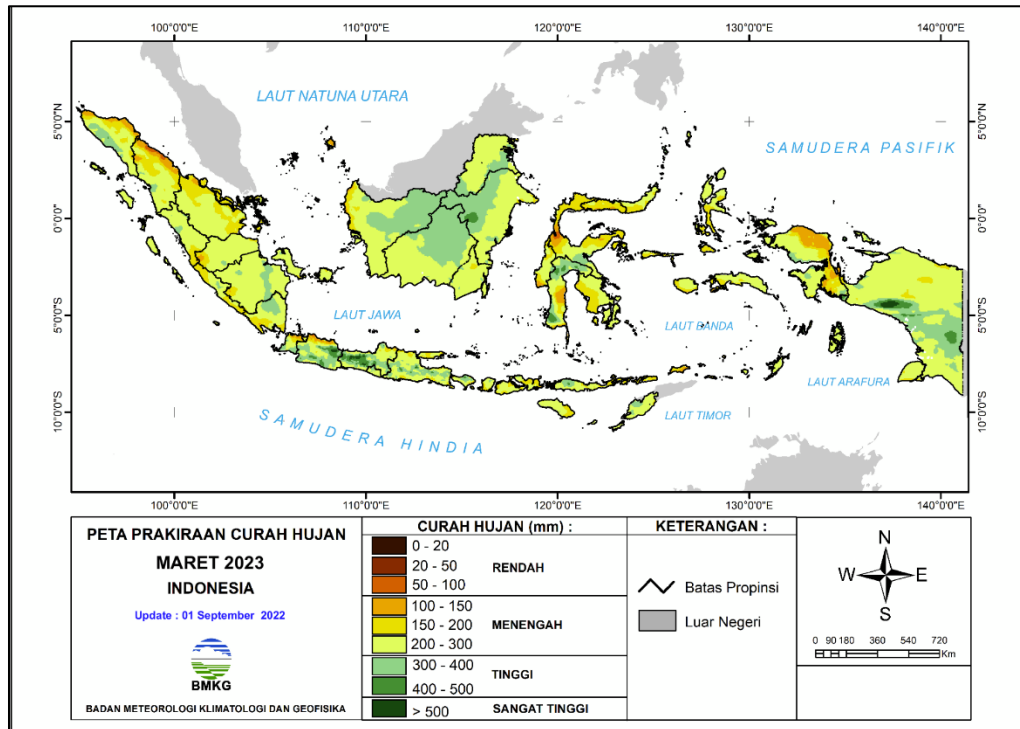 100°0'0"E 110°0'0"E 120°0'0"E 130°0'0"E 140°0'0"E
LAUT NATUNA UTARA
5°0'0"N 5°0'0"N
SAMUDERA PASIFIK
0°0'0" 0°0'0"
LAUT JAWA
LAUT BANDA
5°0'0"S 5°0'0"S
LAUT ARAFURA
LAUT TIMOR
10°0'0"S 10°0'0"S
SAMUDERA HINDIA
100°0'0"E 110°0'0"E 120°0'0"E 130°0'0"E 140°0'0"E
PETA PRAKIRAAN CURAH HUJAN
MARET 2023
INDONESIA
Update : 01 September 2022
BMKG
BADAN METEOROLOGI KLIMATOLOGI DAN GEOFISIKA
CURAH HUJAN (mm) :
0 - 20
20 - 50
50 - 100
RENDAH
100 - 150
150 - 200
200 - 300
MENENGAH
300 - 400
400 - 500
TINGGI
> 500
SANGAT TINGGI
KETERANGAN :
Batas Propinsi
Luar Negeri
N
W E
S
0 90 180 360 540 720
Km